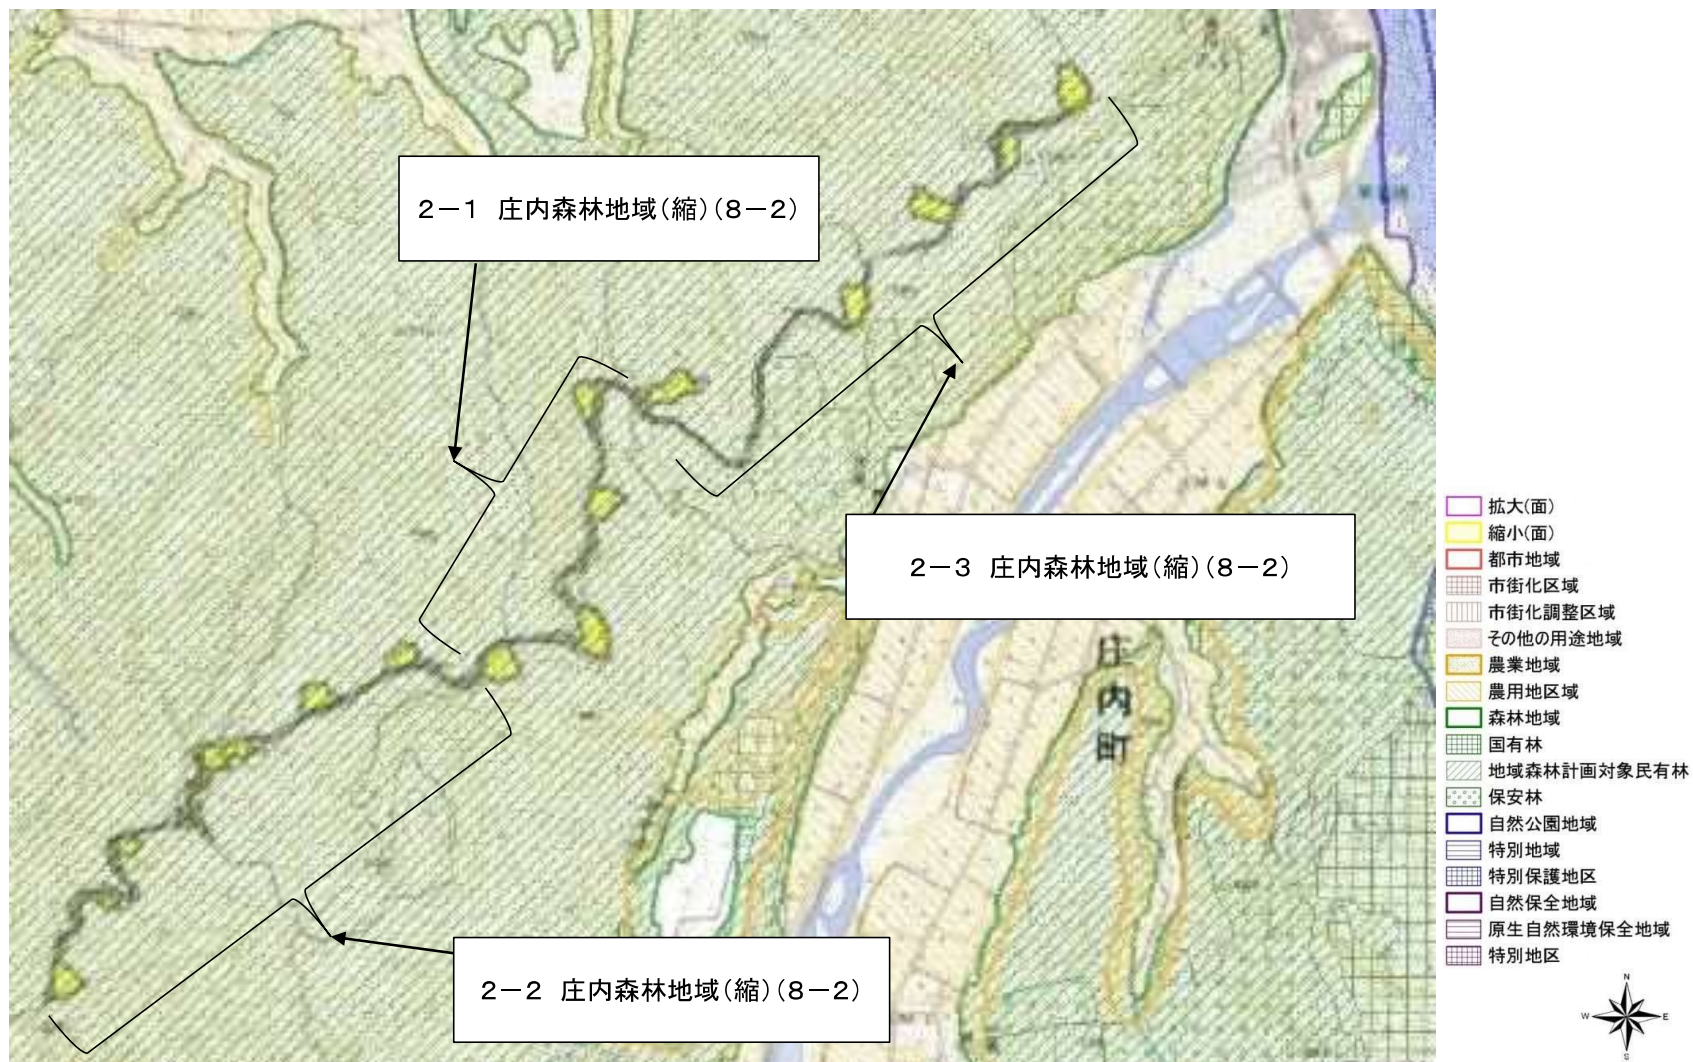 2－1　庄内森林地域（縮）（8－2）
2－3　庄内森林地域（縮）（8－2）
庄内町
2－2　庄内森林地域（縮）（8－2）
拡大(面)
縮小(面)
都市地域
市街化区域
市街化調整区域
その他の用途地域
農業地域
農用地区域
森林地域
国有林
地域森林計画対象民有林
保安林
自然公園地域
特別地域
特別保護地区
自然保全地域
原生自然環境保全地域
特別地区
N
W E
S